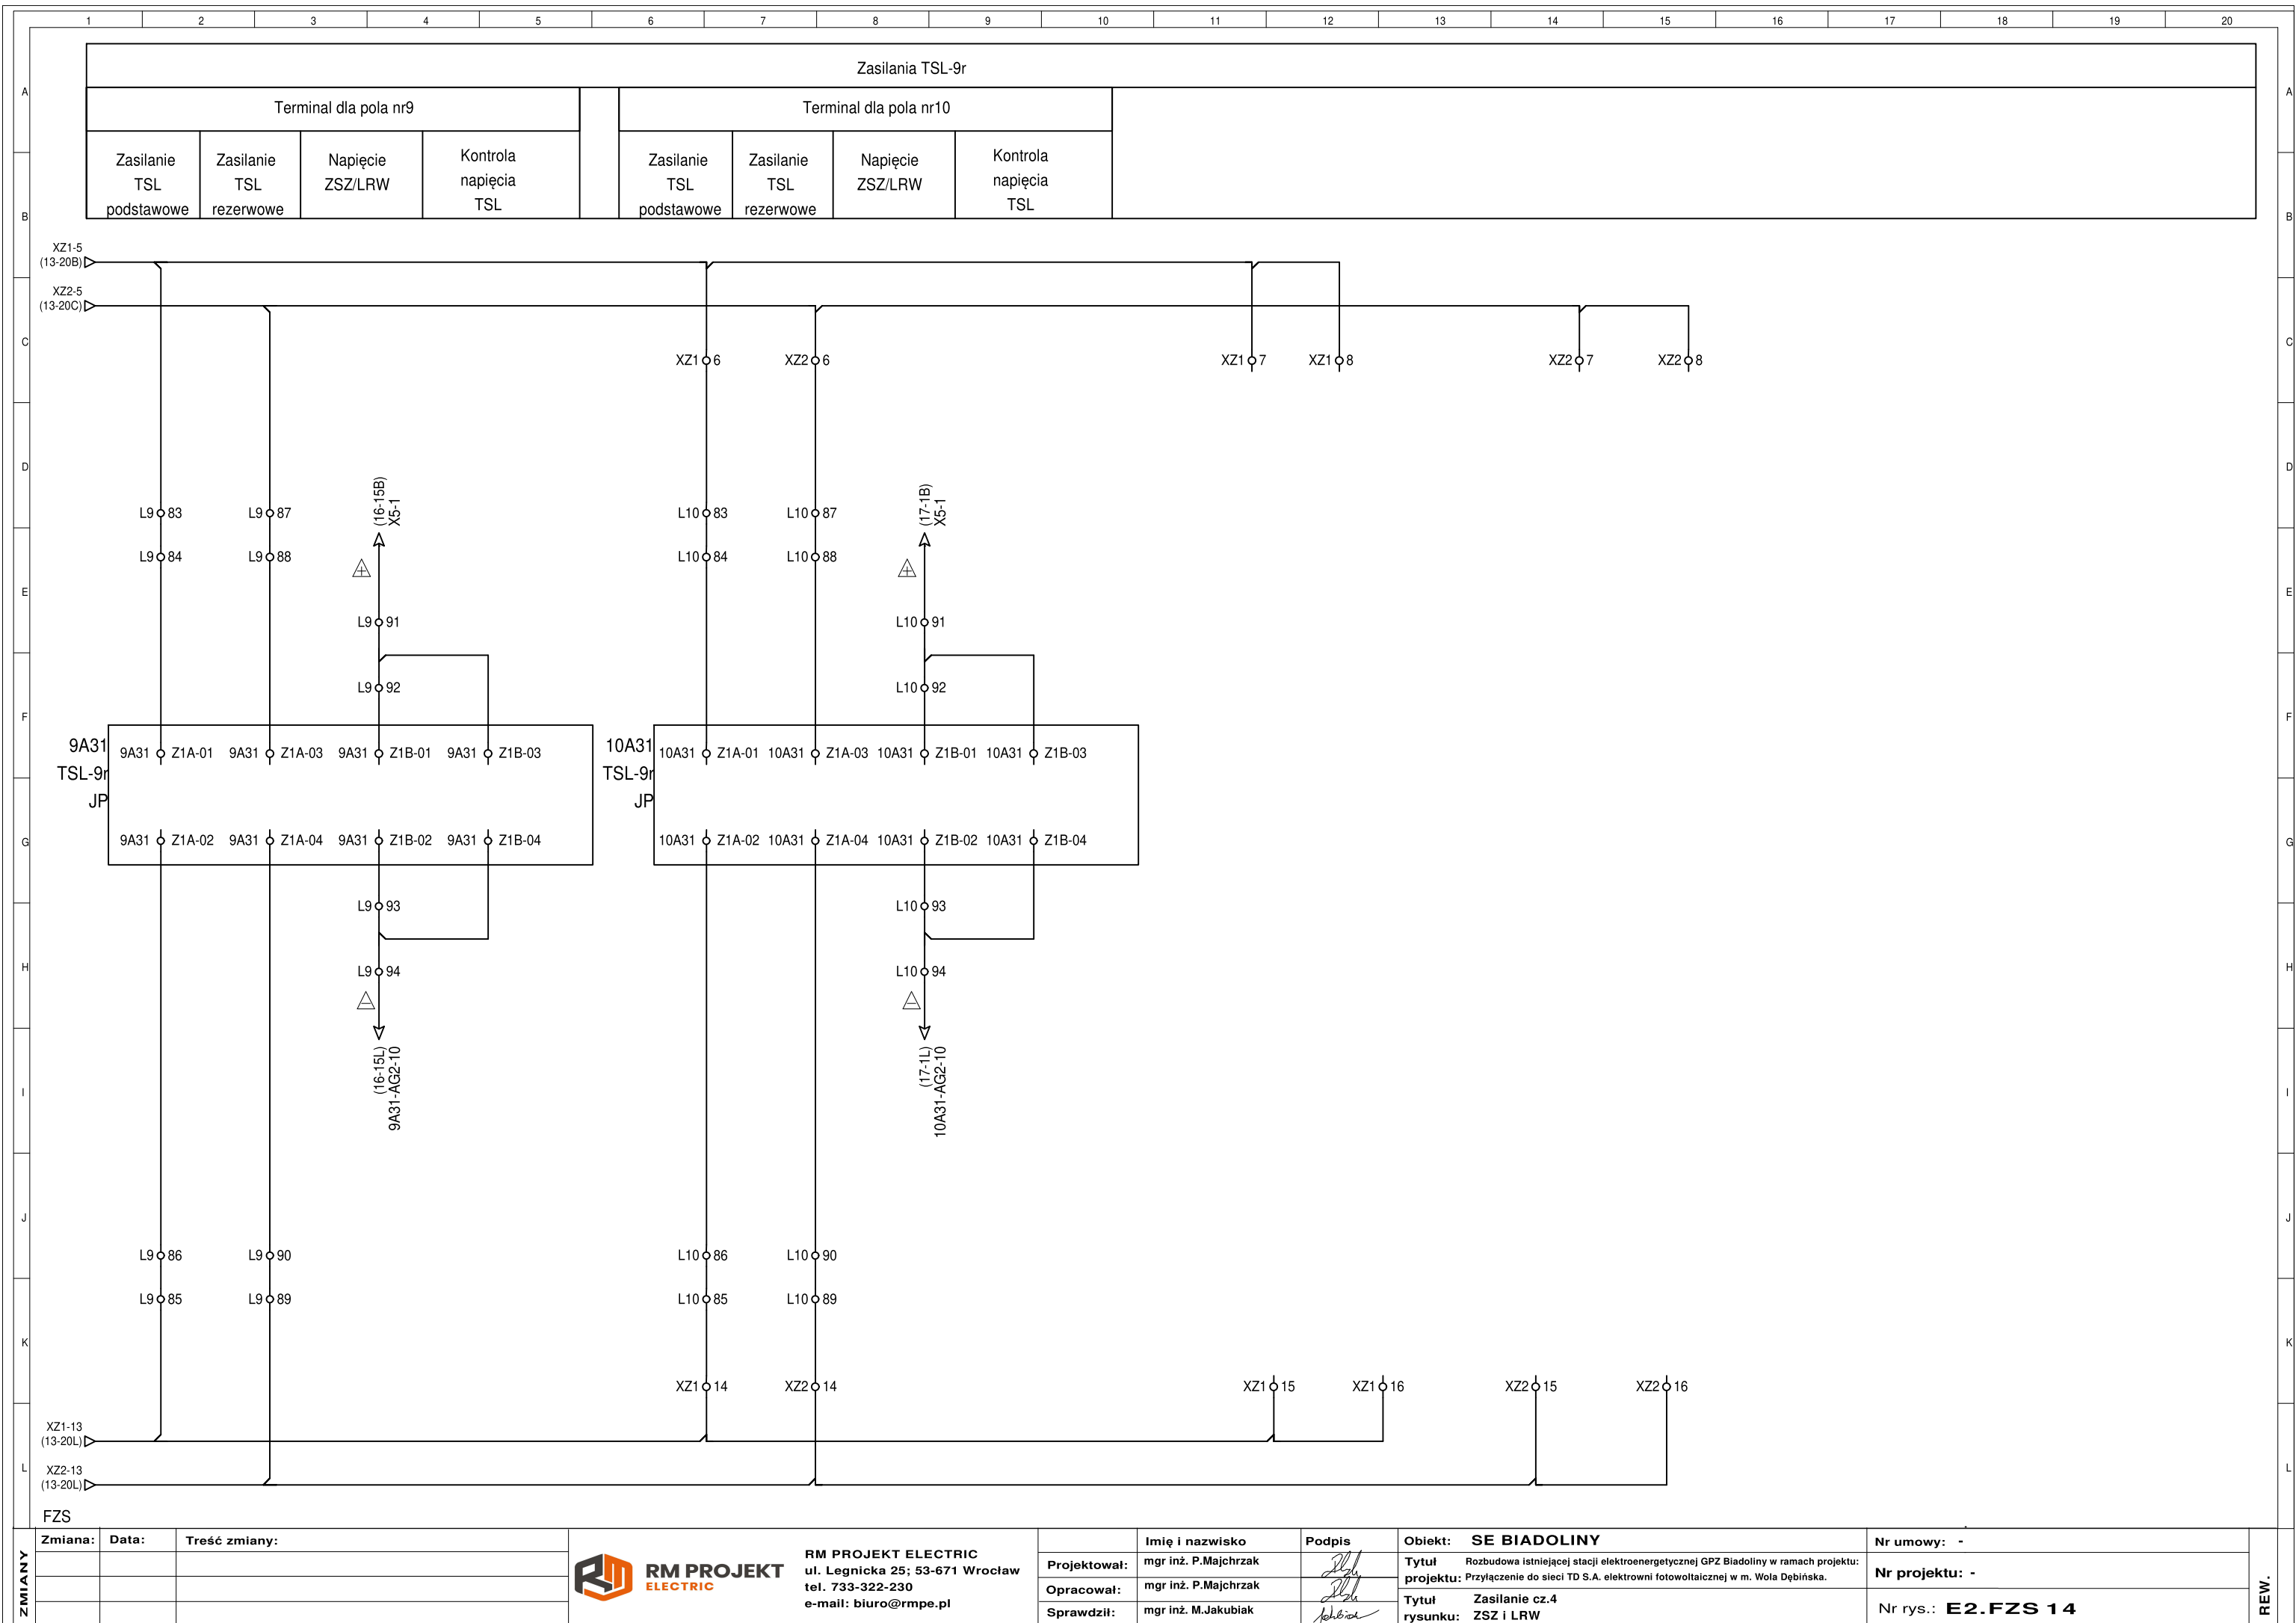 1 2 3 4 5 6 7 8 9 10 11 12 13 14 15 16 17 18 19 20
Zasilania TSL-9r
A A
Terminal dla pola nr9 Terminal dla pola nr10
Zasilanie TSL podstawowe
Zasilanie TSL rezerwowe
Napięcie ZSZ/LRW
Kontrola napięcia TSL
Zasilanie TSL podstawowe
Zasilanie TSL rezerwowe
Napięcie ZSZ/LRW
Kontrola napięcia TSL
B B
XZ1-5
(13-20B)
XZ2-5
(13-20C)
C C
XZ1 6 XZ2 6 XZ1 7 XZ1 8 XZ2 7 XZ2 8
D D
(16-15B)
X5-1
(17-1B)
X5-1
L9 83 L9 87 L10 83 L10 87
L9 84 L9 88 L10 84 L10 88
E E
L9 91 L10 91
L9 92 L10 92
F F
9A31
TSL-9r
JP
9A31 Z1A-01 9A31 Z1A-03 9A31 Z1B-01 9A31 Z1B-03
10A31
TSL-9r
JP
10A31 Z1A-01 10A31 Z1A-03 10A31 Z1B-01 10A31 Z1B-03
G G
9A31 Z1A-02 9A31 Z1A-04 9A31 Z1B-02 9A31 Z1B-04
10A31 Z1A-02 10A31 Z1A-04 10A31 Z1B-02 10A31 Z1B-04
L9 93 L10 93
H H
L9 94 L10 94
(16-15L)
9A31-AG2-10
(17-1L)
10A31-AG2-10
I I
J J
L9 86 L9 90 L10 86 L10 90
L9 85 L9 89 L10 85 L10 89
K K
XZ1 14 XZ2 14 XZ1 15 XZ1 16 XZ2 15 XZ2 16
XZ1-13
(13-20L)
L L
XZ2-13
(13-20L)
FZS
ZMIANY
Zmiana: Data: Treść zmiany:
RM PROJEKT
ELECTRIC
RM PROJEKT ELECTRIC
ul. Legnicka 25; 53-671 Wrocław
tel. 733-322-230
e-mail: biuro@rmpe.pl
Imię i nazwisko Podpis
Projektował: mgr inż. P.Majchrzak
Opracował: mgr inż. P.Majchrzak
Sprawdził: mgr inż. M.Jakubiak
Obiekt: SE BIADOLINY
Tytuł projektu: Rozbudowa istniejącej stacji elektroenergetycznej GPZ Biadoliny w ramach projektu:
Przyłączenie do sieci TD S.A. elektrowni fotowoltaicznej w m. Wola Dębińska.
Tytuł rysunku: Zasilanie cz.4
ZSZ i LRW
Nr umowy: -
Nr projektu: -
Nr rys.: E2.FZS 14
REW.